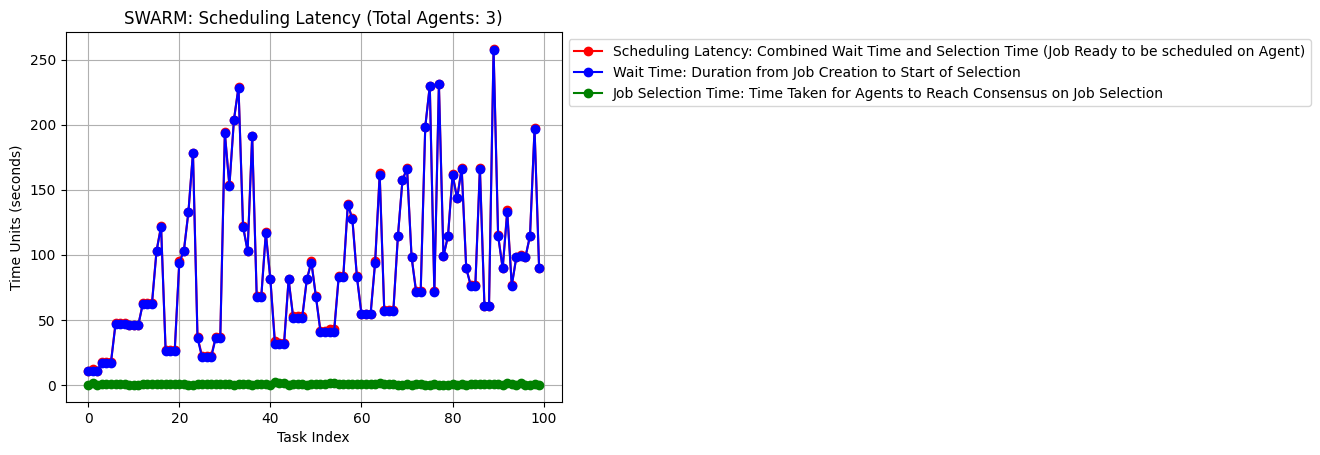 SWARM: Scheduling Latency (Total Agents: 3)
Scheduling Latency: Combined Wait Time and Selection Time (Job Ready to be scheduled on Agent)
Wait Time: Duration from Job Creation to Start of Selection
Job Selection Time: Time Taken for Agents to Reach Consensus on Job Selection
Time Units (seconds)
250
200
150
100
50
0
0 20 40 60 80 100
Task Index